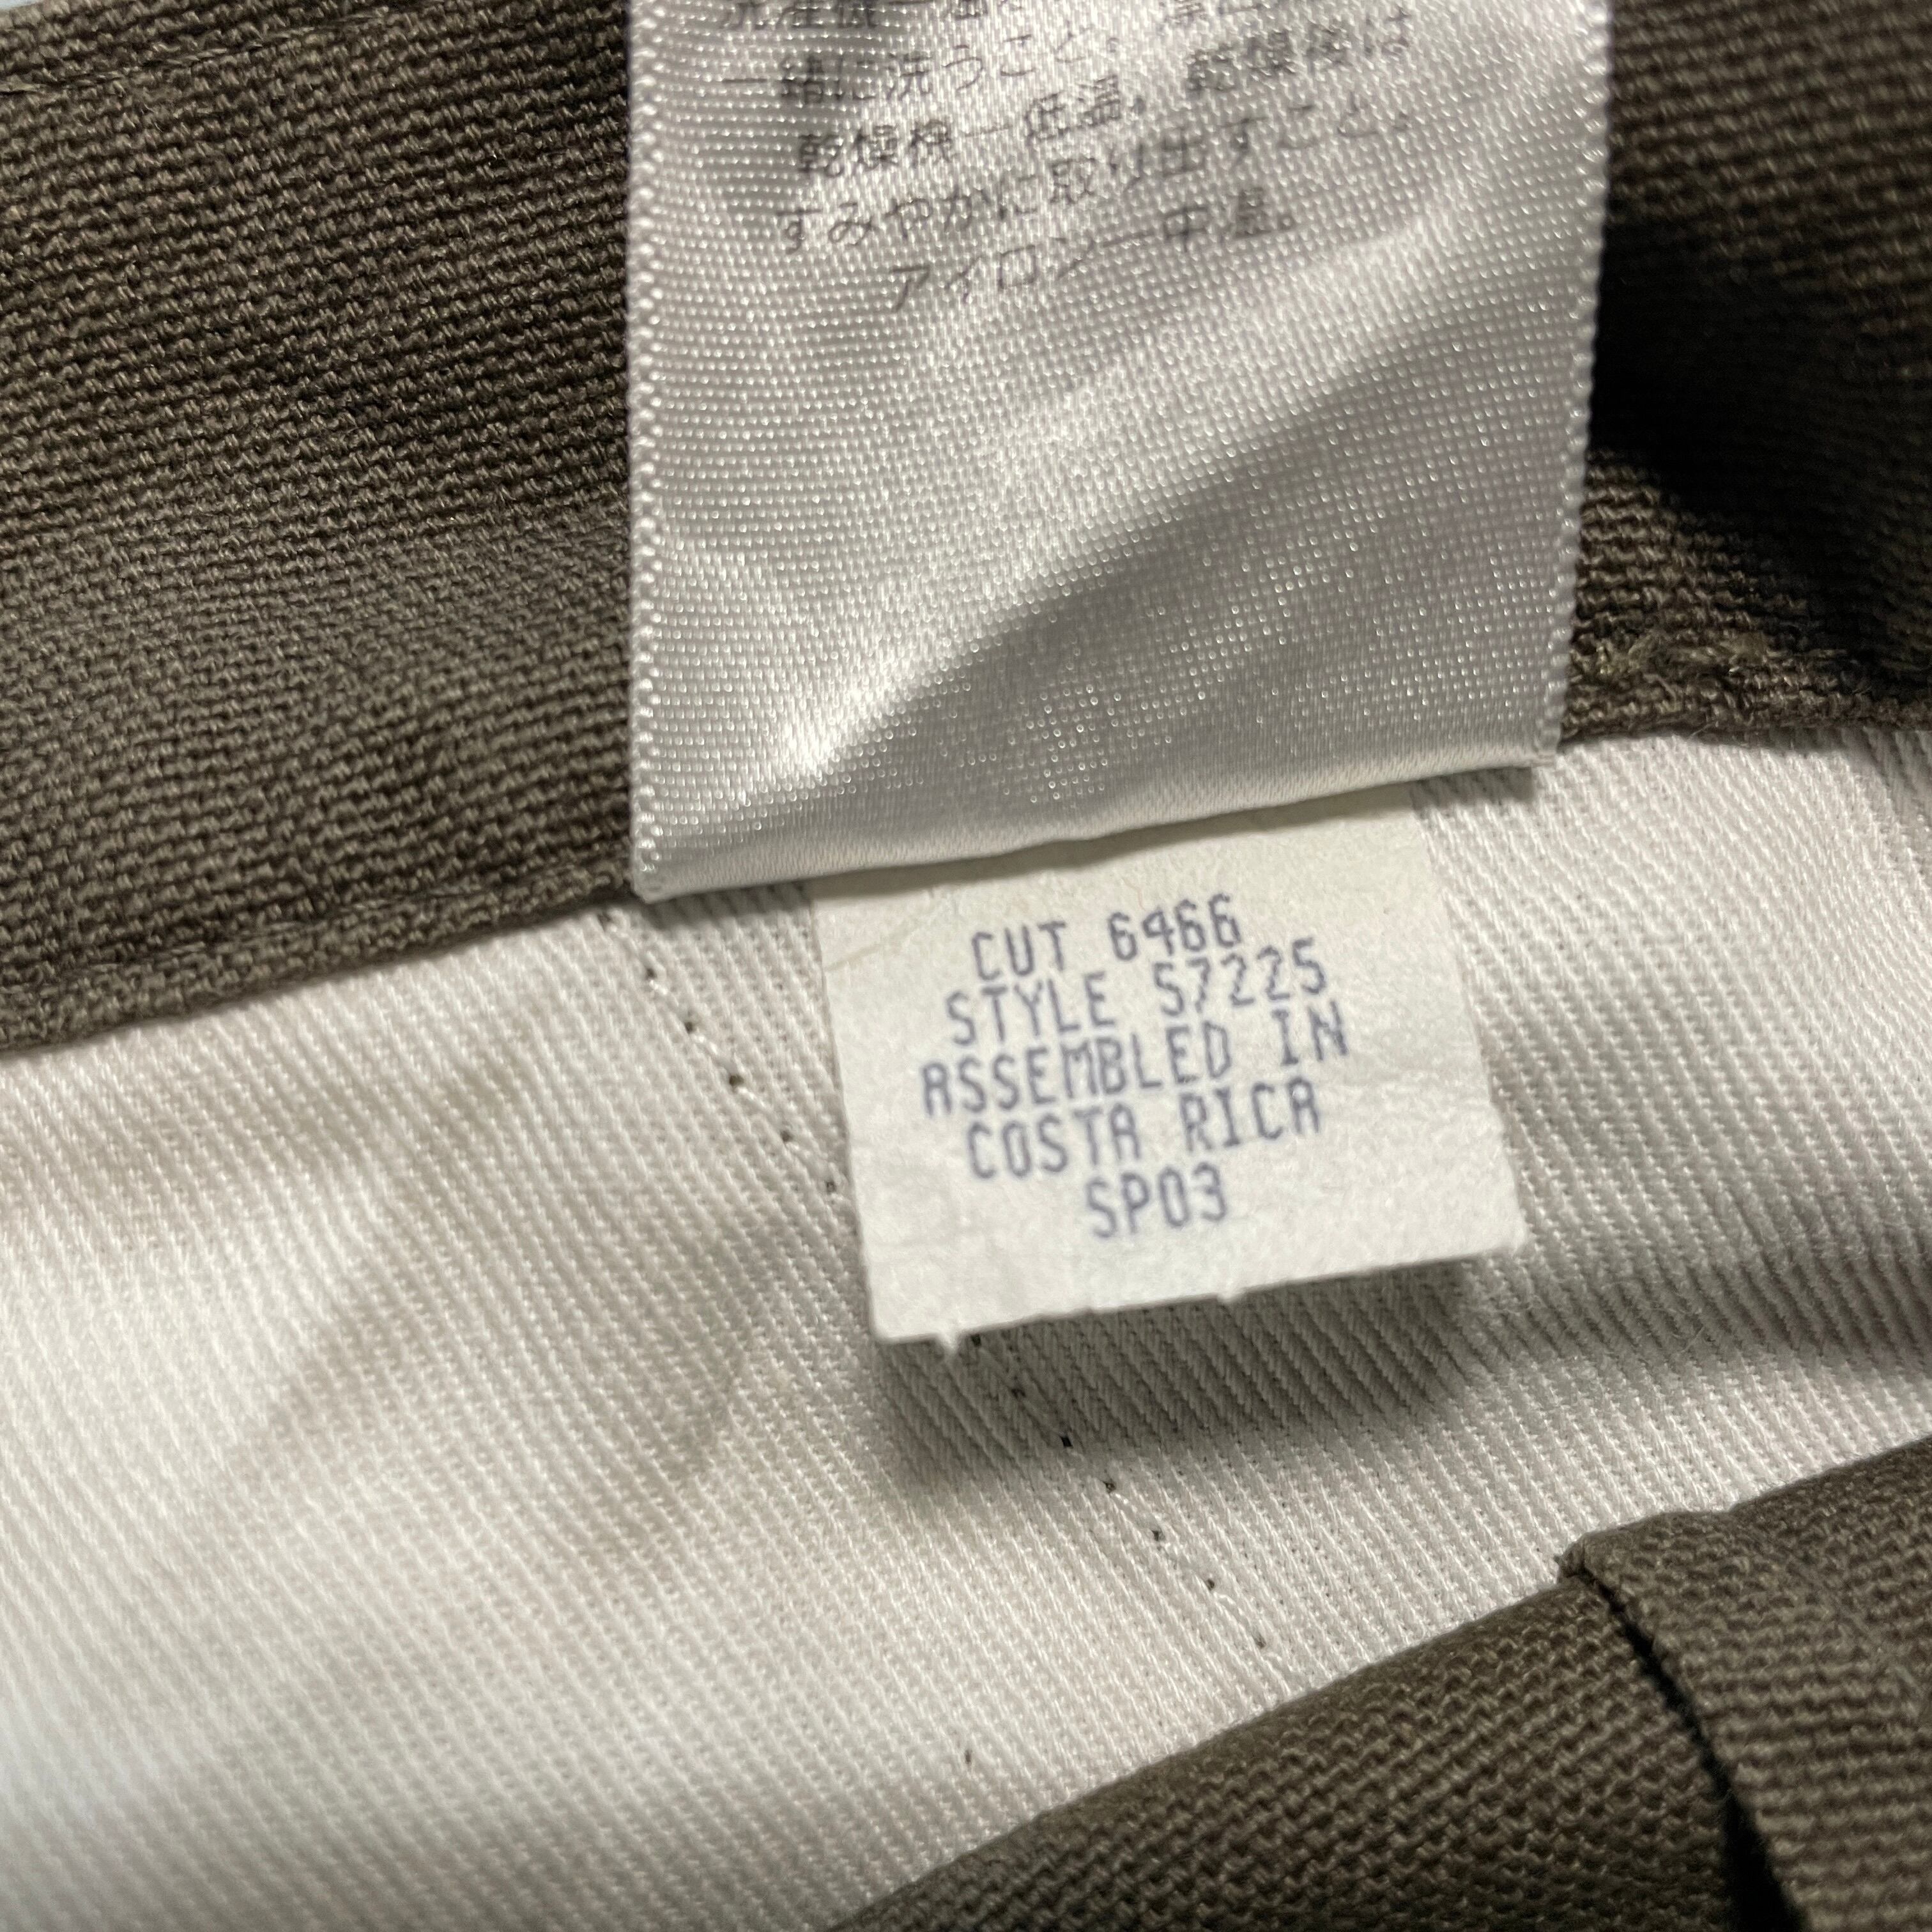 一緒に洗うこと。
乾燥機ー低温, 乾燥後は
すみやかに取り出すこと。
アイロンー中温。
CUT 6466
STYLE 57225
ASSEMBLED IN
COSTA RICA
SP03